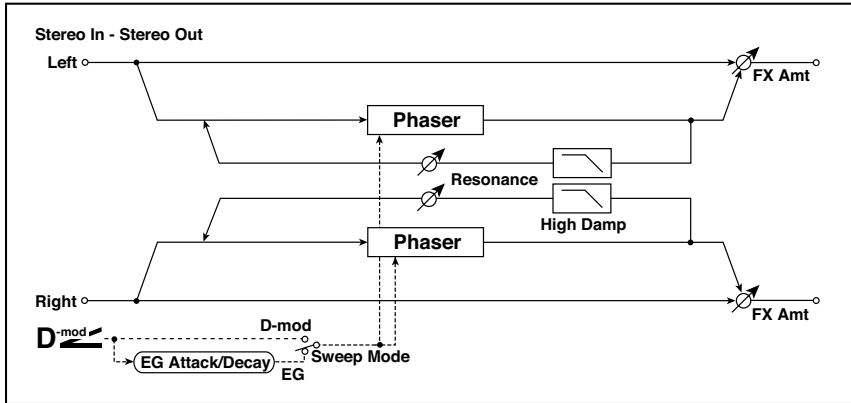 Stereo In - Stereo Out
Left
FX Amt
Phaser
Resonance
High Damp
Phaser
Right
FX Amt
D-mod
D-mod
Sweep Mode
EG Attack/Decay
EG